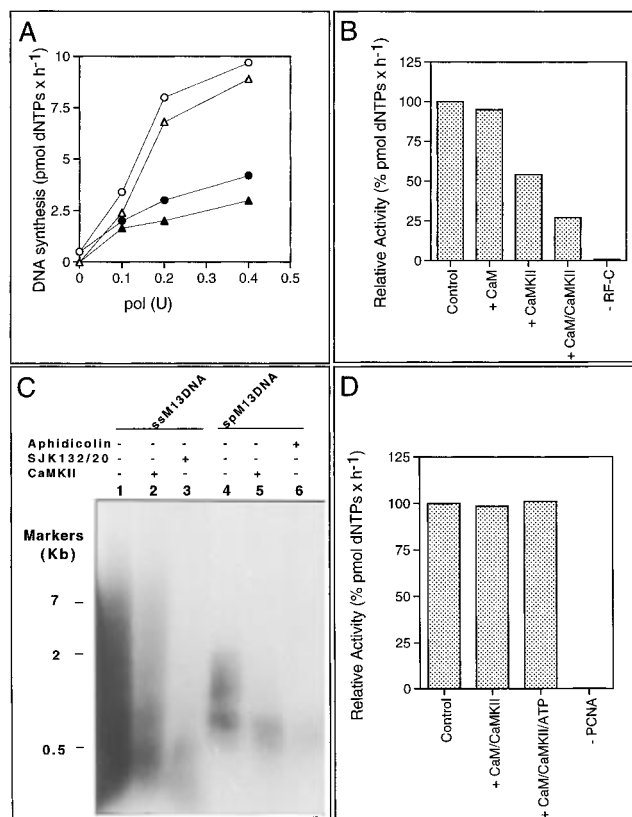 A
DNA synthesis (pmol dNTPs x h-1)
10
7.5
5
2.5
0
0.0 0.1 0.2 0.3 0.4 0.5
pol (U)
B
Relative Activity (% pmol dNTPs x h-1)
125
100
75
50
25
0
Control
+ CaM
+ CaMKII
+ CaM/CaMKII
- RF-C
C
ssM13DNA spM13DNA
Aphidicolin - - - - - +
SJK132/20 - - + - - -
CaMKII - + - - + -
1 2 3 4 5 6
Markers
(Kb)
7
2
0.5
D
Relative Activity (% pmol dNTPs x h-1)
125
100
75
50
25
0
Control
+ CaM/CaMKII
+ CaM/CaMKII/ATP
- PCNA